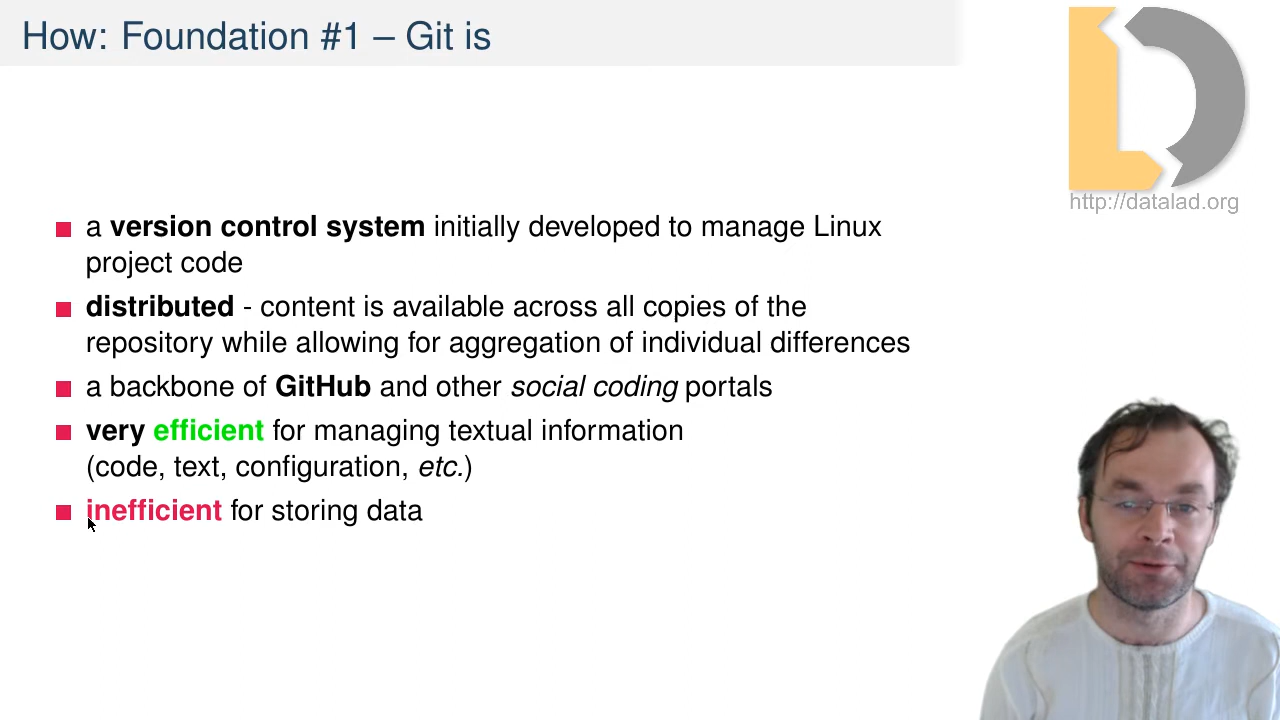 How: Foundation #1 – Git is
http://datalad.org
a version control system initially developed to manage Linux
project code
distributed - content is available across all copies of the
repository while allowing for aggregation of individual differences
a backbone of GitHub and other social coding portals
very efficient for managing textual information
(code, text, configuration, etc.)
inefficient for storing data